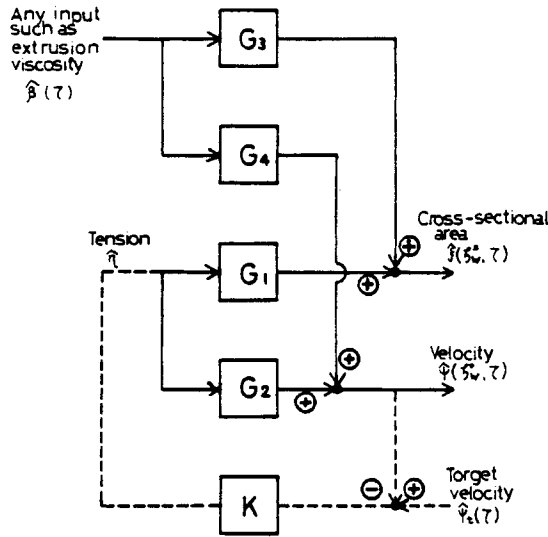 Any input
such as
extrusion
viscosity
β̂(τ)
G3
G4
Cross-sectional
area
⊕
Tension
π̂
G1
⊕
G2
⊕
⊕
Velocity
ψ̂(ζ*w, τ)
⊖ ⊕
K
Torget
velocity
ψ̂t(τ)